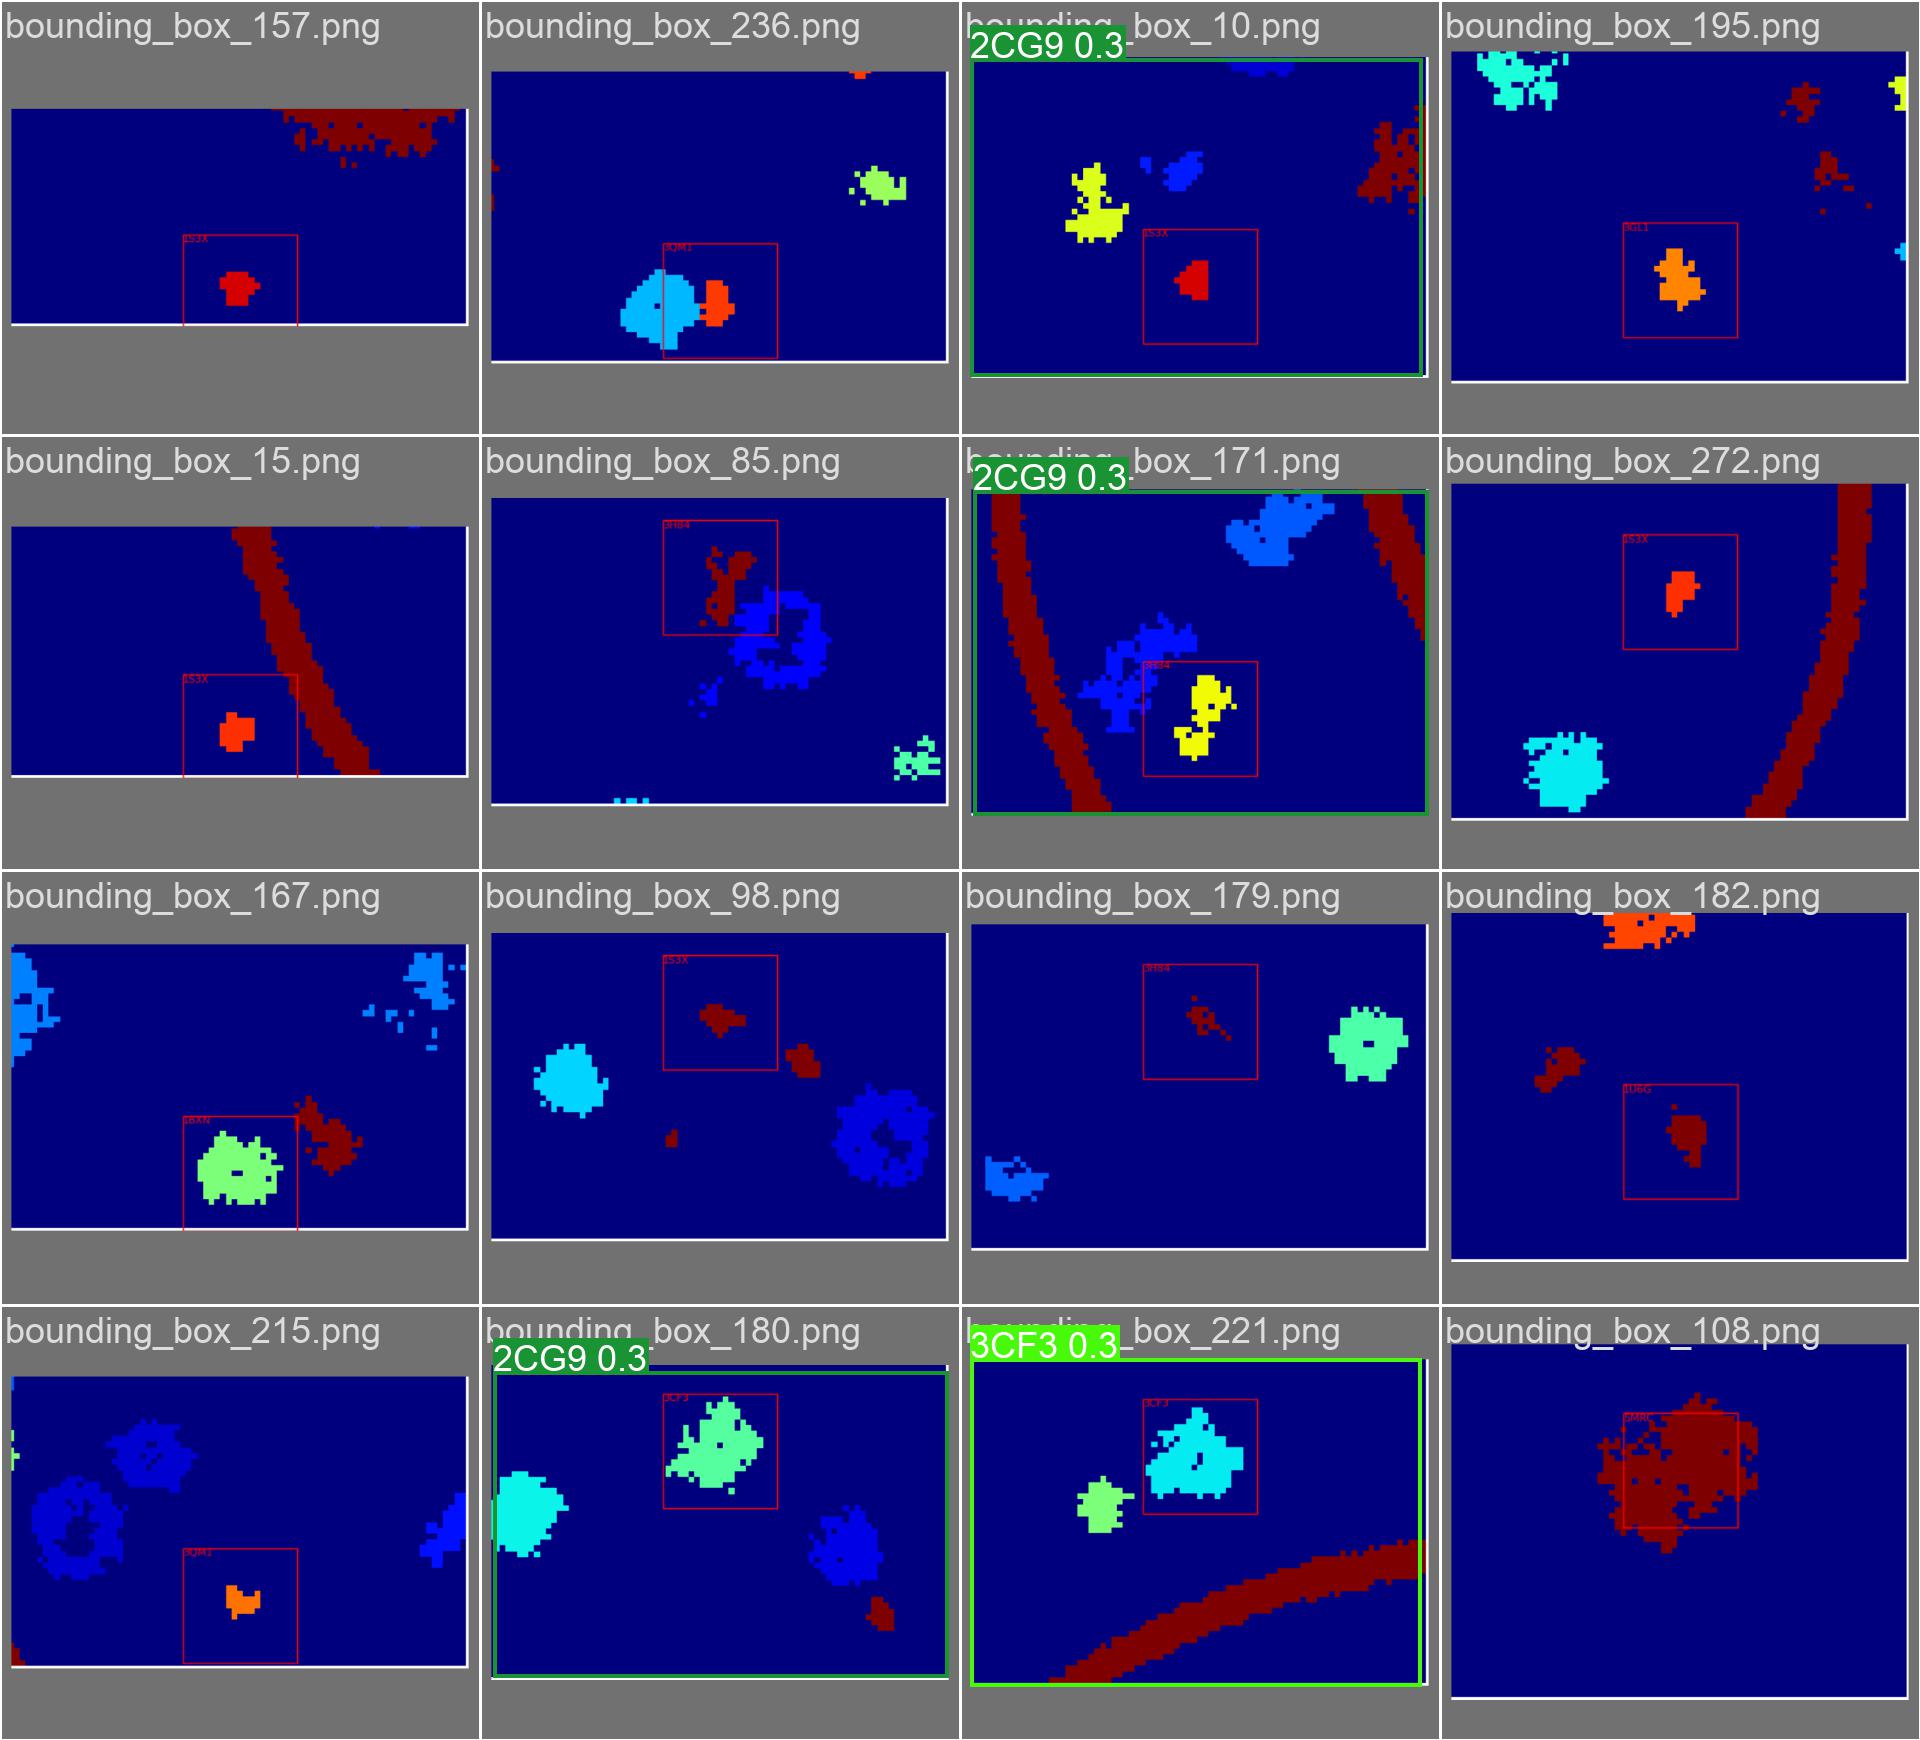 bounding_box_157.png
1S3X
bounding_box_236.png
3QM1
bounding_box_10.png
2CG9 0.3
1S3X
bounding_box_195.png
3GL1
bounding_box_15.png
1S3X
bounding_box_85.png
3H84
bounding_box_171.png
2CG9 0.3
3H84
bounding_box_272.png
1S3X
bounding_box_167.png
1BXN
bounding_box_98.png
1S3X
bounding_box_179.png
3H84
bounding_box_182.png
1U6G
bounding_box_215.png
3QM1
bounding_box_180.png
2CG9 0.3
3CF3
bounding_box_221.png
3CF3 0.3
3CF3
bounding_box_108.png
5MRC